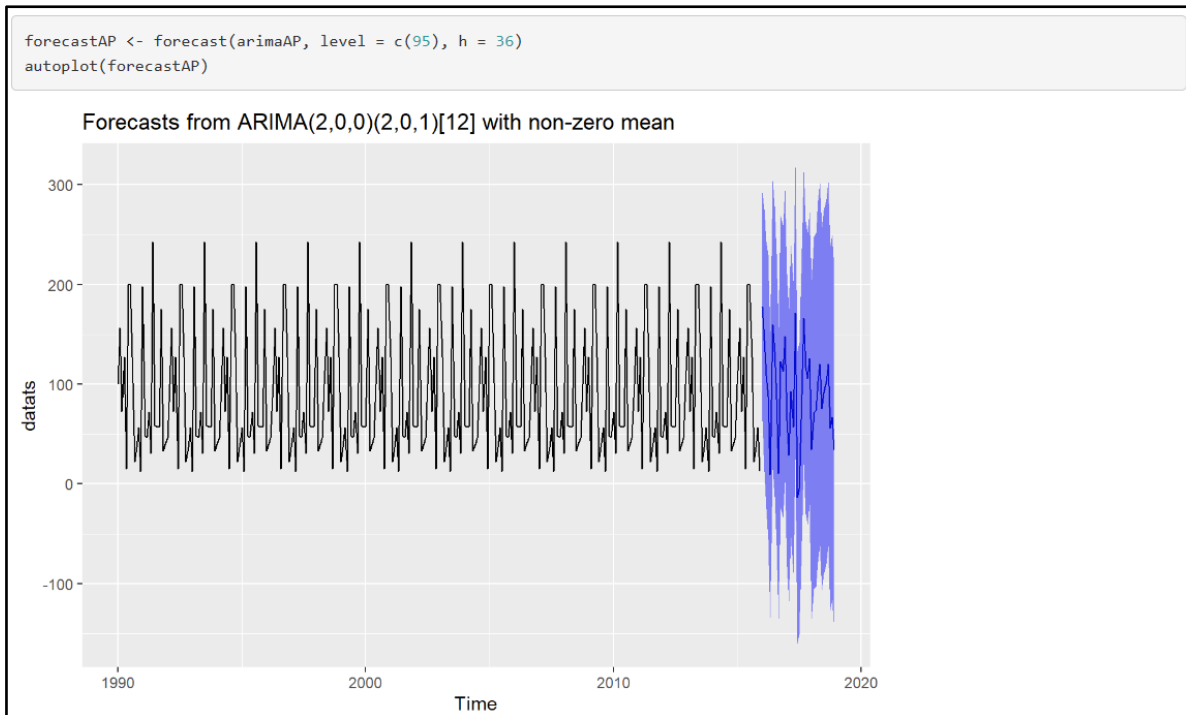 forecastAP <- forecast(arimaAP, level = c(95), h = 36)
autoplot(forecastAP)
Forecasts from ARIMA(2,0,0)(2,0,1)[12] with non-zero mean
300
200
100
0
-100
datats
1990
2000
2010
2020
Time